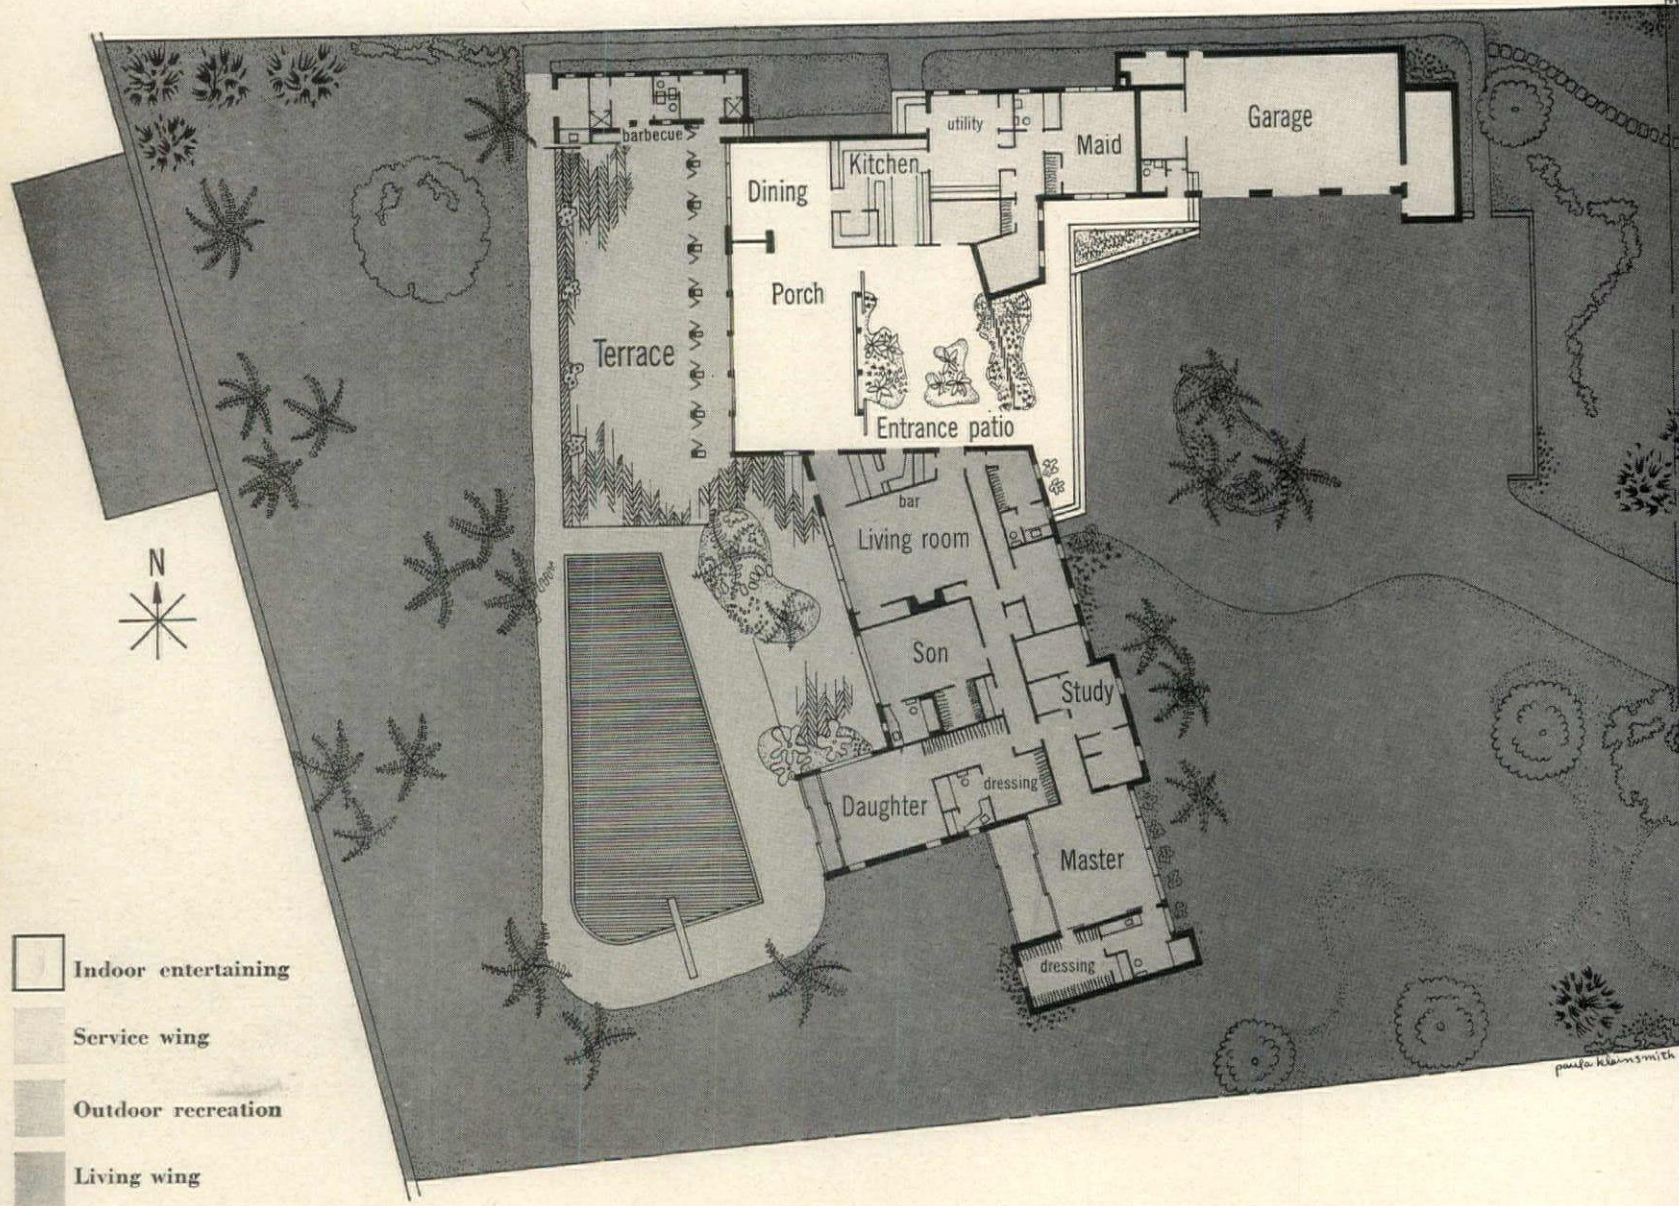 Garage
utility
barbecue
Maid
Kitchen
Dining
Porch
Terrace
Entrance patio
bar
Living room
N
Son
Study
dressing
Daughter
Master
dressing
Indoor entertaining
Service wing
paula kleinsmith
Outdoor recreation
Living wing